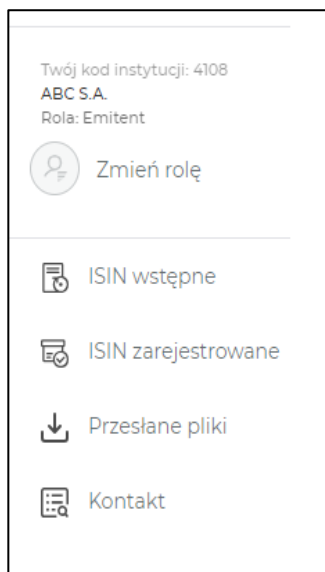 Twój kod instytucji: 4108
ABC S.A.
Rola: Emitent
Zmień rolę
ISIN wstępne
ISIN zarejestrowane
Przesłane pliki
Kontakt